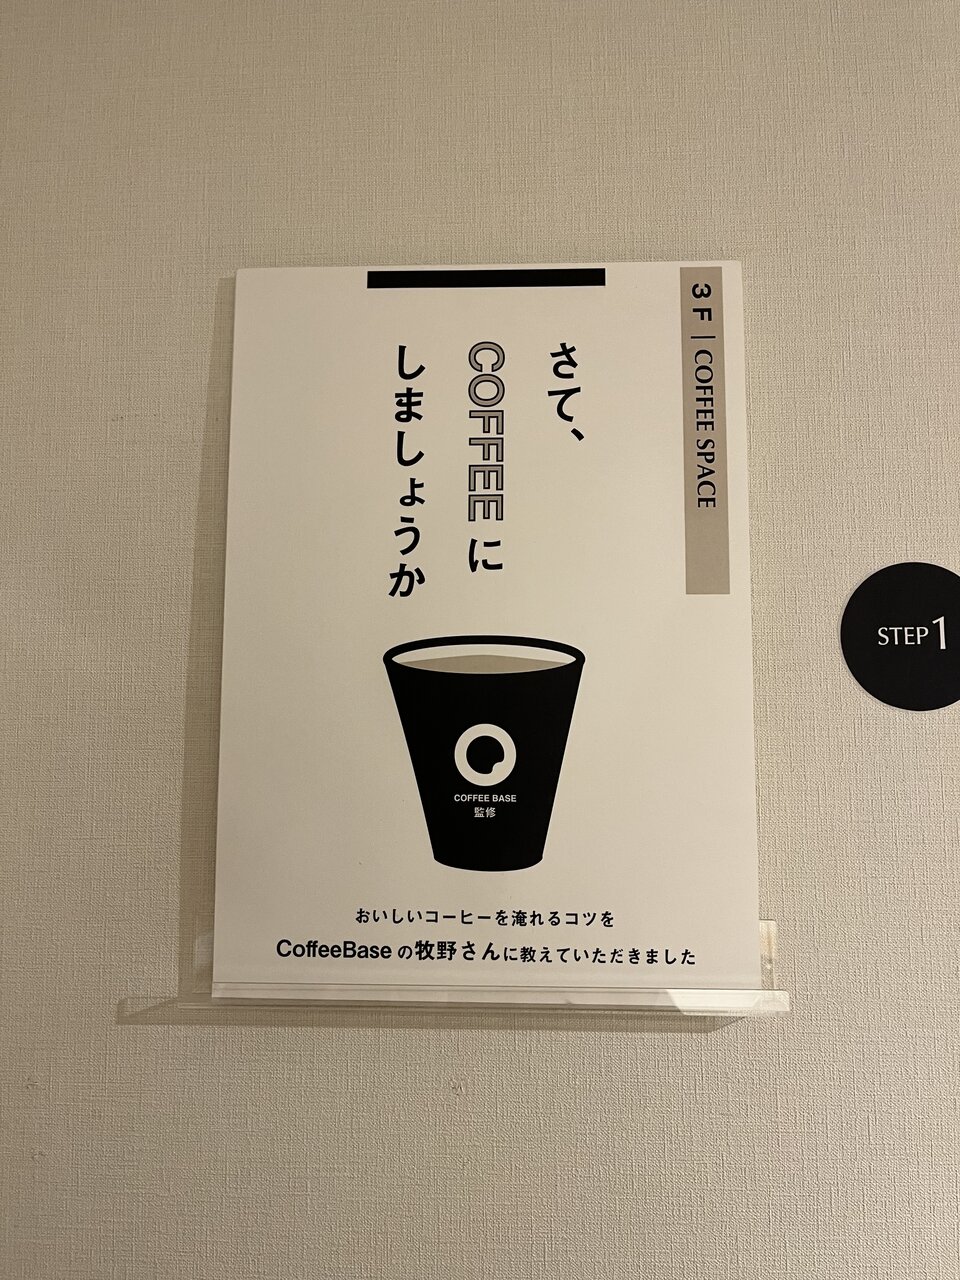 3F | COFFEE SPACE
さて、
COFFEEに
しましょうか
COFFEE BASE
監修
おいしいコーヒーを淹れるコツを
CoffeeBaseの牧野さんに教えていただきました
STEP1